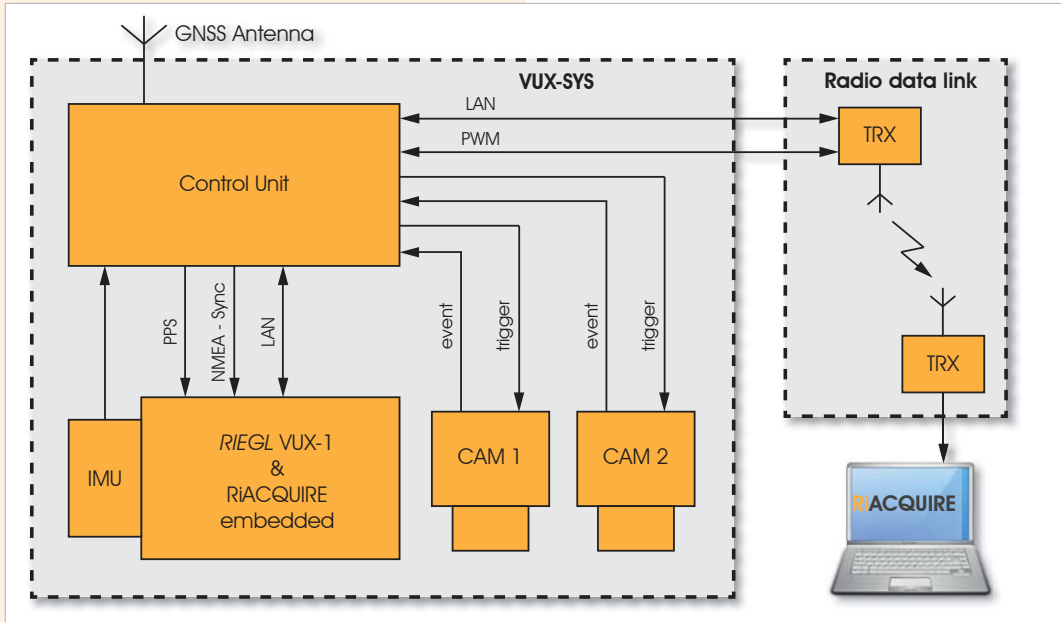 GNSS Antenna
VUX-SYS
Radio data link
LAN
PWM
TRX
Control Unit
PPS
NMEA - Sync
LAN
event
trigger
event
trigger
TRX
IMU
RIEGL VUX-1
&
RiACQUIRE
embedded
CAM 1
CAM 2
RiACQUIRE